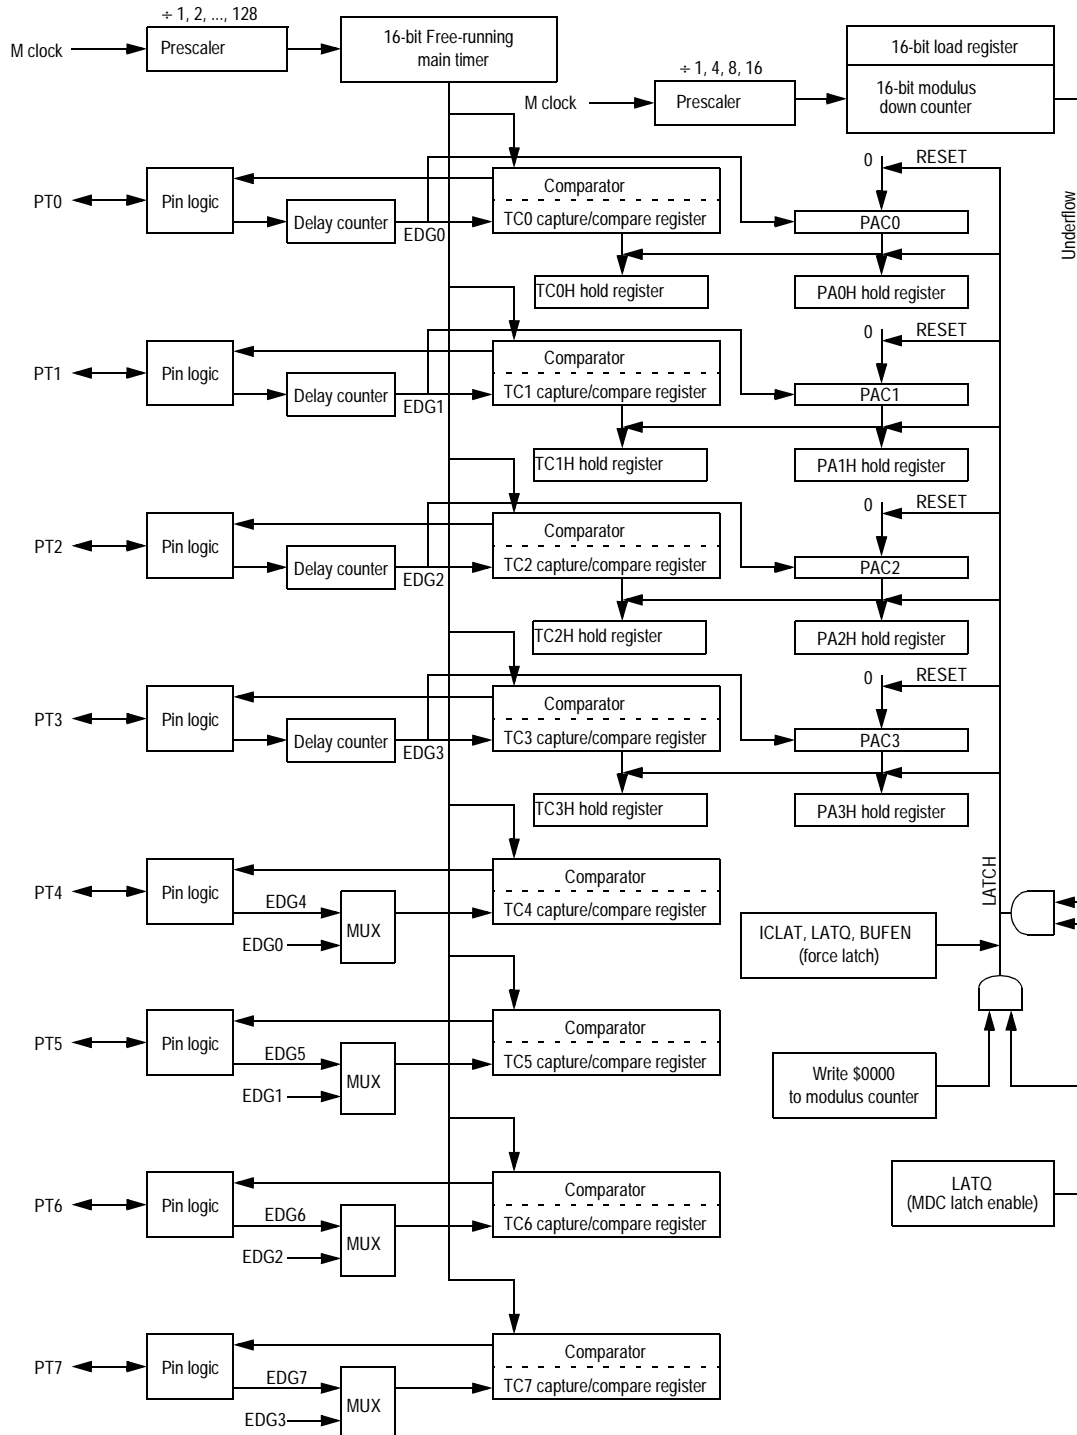 ÷ 1, 2, ..., 128
M clock
Prescaler
16-bit Free-running
main timer
÷ 1, 4, 8, 16
M clock
Prescaler
16-bit load register
16-bit modulus
down counter
Underflow
PT0
Pin logic
Delay counter
EDG0
Comparator
TC0 capture/compare register
TC0H hold register
0
RESET
PAC0
PA0H hold register
PT1
Pin logic
Delay counter
EDG1
Comparator
TC1 capture/compare register
TC1H hold register
0
RESET
PAC1
PA1H hold register
PT2
Pin logic
Delay counter
EDG2
Comparator
TC2 capture/compare register
TC2H hold register
0
RESET
PAC2
PA2H hold register
PT3
Pin logic
Delay counter
EDG3
Comparator
TC3 capture/compare register
TC3H hold register
0
RESET
PAC3
PA3H hold register
LATCH
PT4
Pin logic
EDG4
EDG0
MUX
Comparator
TC4 capture/compare register
ICLAT, LATQ, BUFEN
(force latch)
PT5
Pin logic
EDG5
EDG1
MUX
Comparator
TC5 capture/compare register
Write $0000
to modulus counter
PT6
Pin logic
EDG6
EDG2
MUX
Comparator
TC6 capture/compare register
LATQ
(MDC latch enable)
PT7
Pin logic
EDG7
EDG3
MUX
Comparator
TC7 capture/compare register